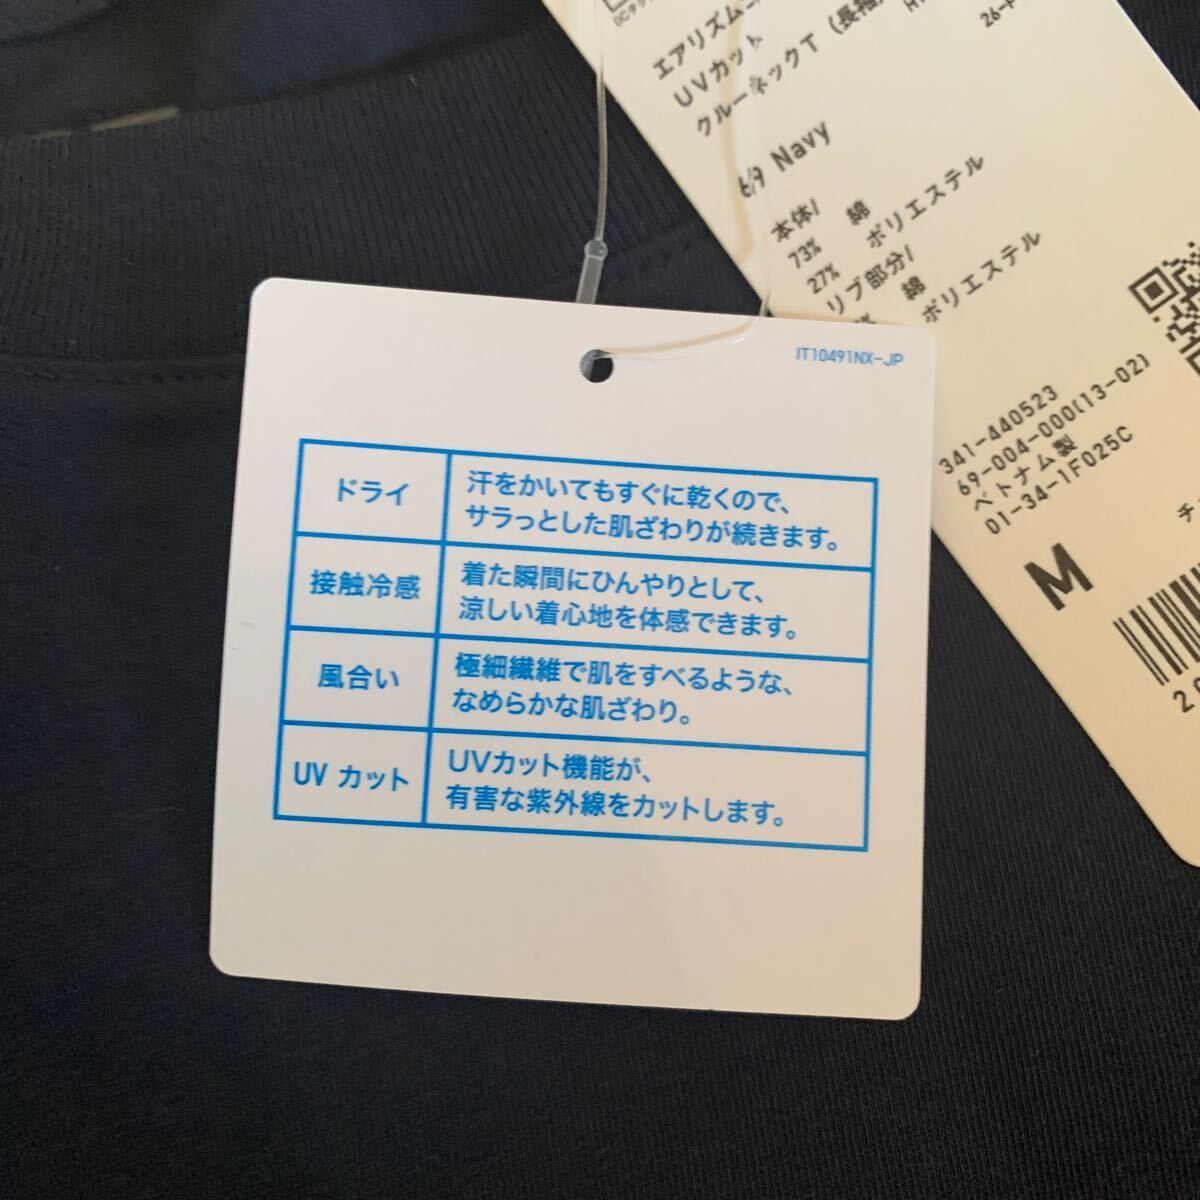 エアリズム
UVカット
クルーネックT (長袖
69 Navy
本体/
73% 綿
27% ポリエステル
リブ部分/
綿
ポリエステル
341-440523
69-004-000(13-02)
ベトナム製
01-34-1F025C
M
IT10491NX-JP
ドライ
汗をかいてもすぐに乾くので、
サラっとした肌ざわりが続きます。
接触冷感
着た瞬間にひんやりとして、
涼しい着心地を体感できます。
風合い
極細繊維で肌をすべるような、
なめらかな肌ざわり。
UV カット
UVカット機能が、
有害な紫外線をカットします。